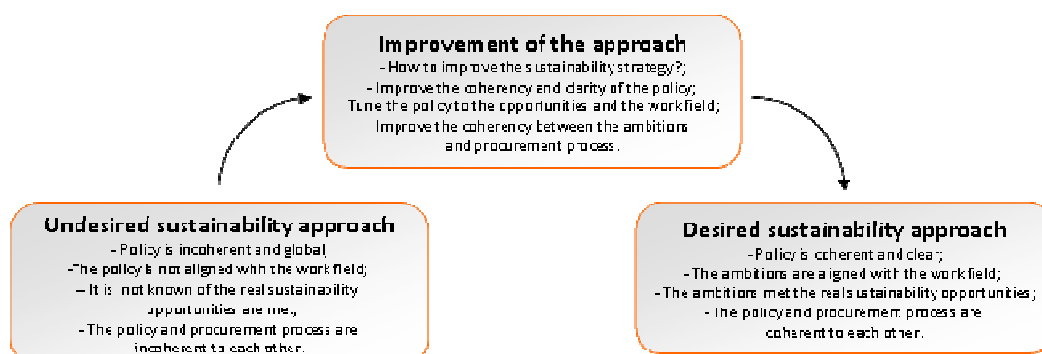 Improvement of the approach
- How to improve the sustainability strategy?;
- Improve the coherency and clarity of the policy;
Tune the policy to the opportunities and the workfield;
Improve the coherency between the ambitions
and procurement process.
Undesired sustainability approach
- Policy is incoherent and global;
-The policy is not aligned with the workfield;
– It is not known of the real sustainability
opportunities are met;
- The policy and procurement process are
incoherent to each other.
Desired sustainability approach
- Policy is coherent and clear;
- The ambitions are aligned with the workfield;
- The ambitions met the real sustainability opportunities;
- The policy and procurement process are
coherent to each other.